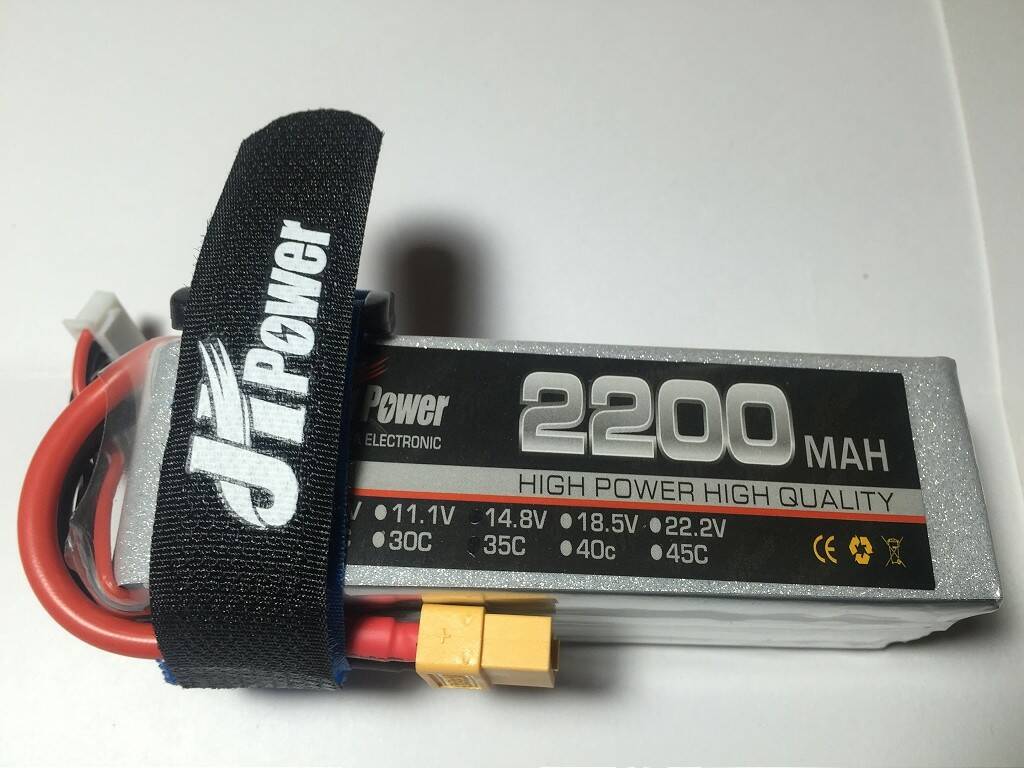 JH Power
Power
ELECTRONIC
2200 MAH
HIGH POWER HIGH QUALITY
V 11.1V 14.8V 18.5V 22.2V
30C 35C 40c 45C
CE
+